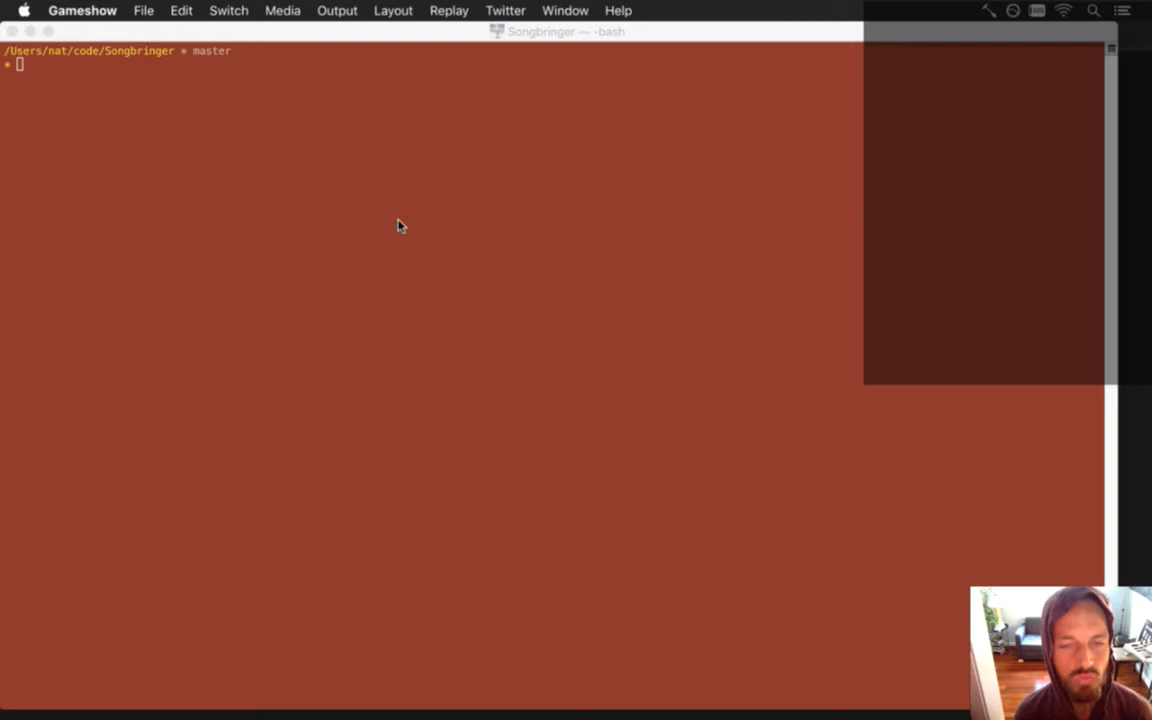 Gameshow File Edit Switch Media Output Layout Replay Twitter Window Help
Songbringer — -bash
/Users/nat/code/Songbringer * master
*